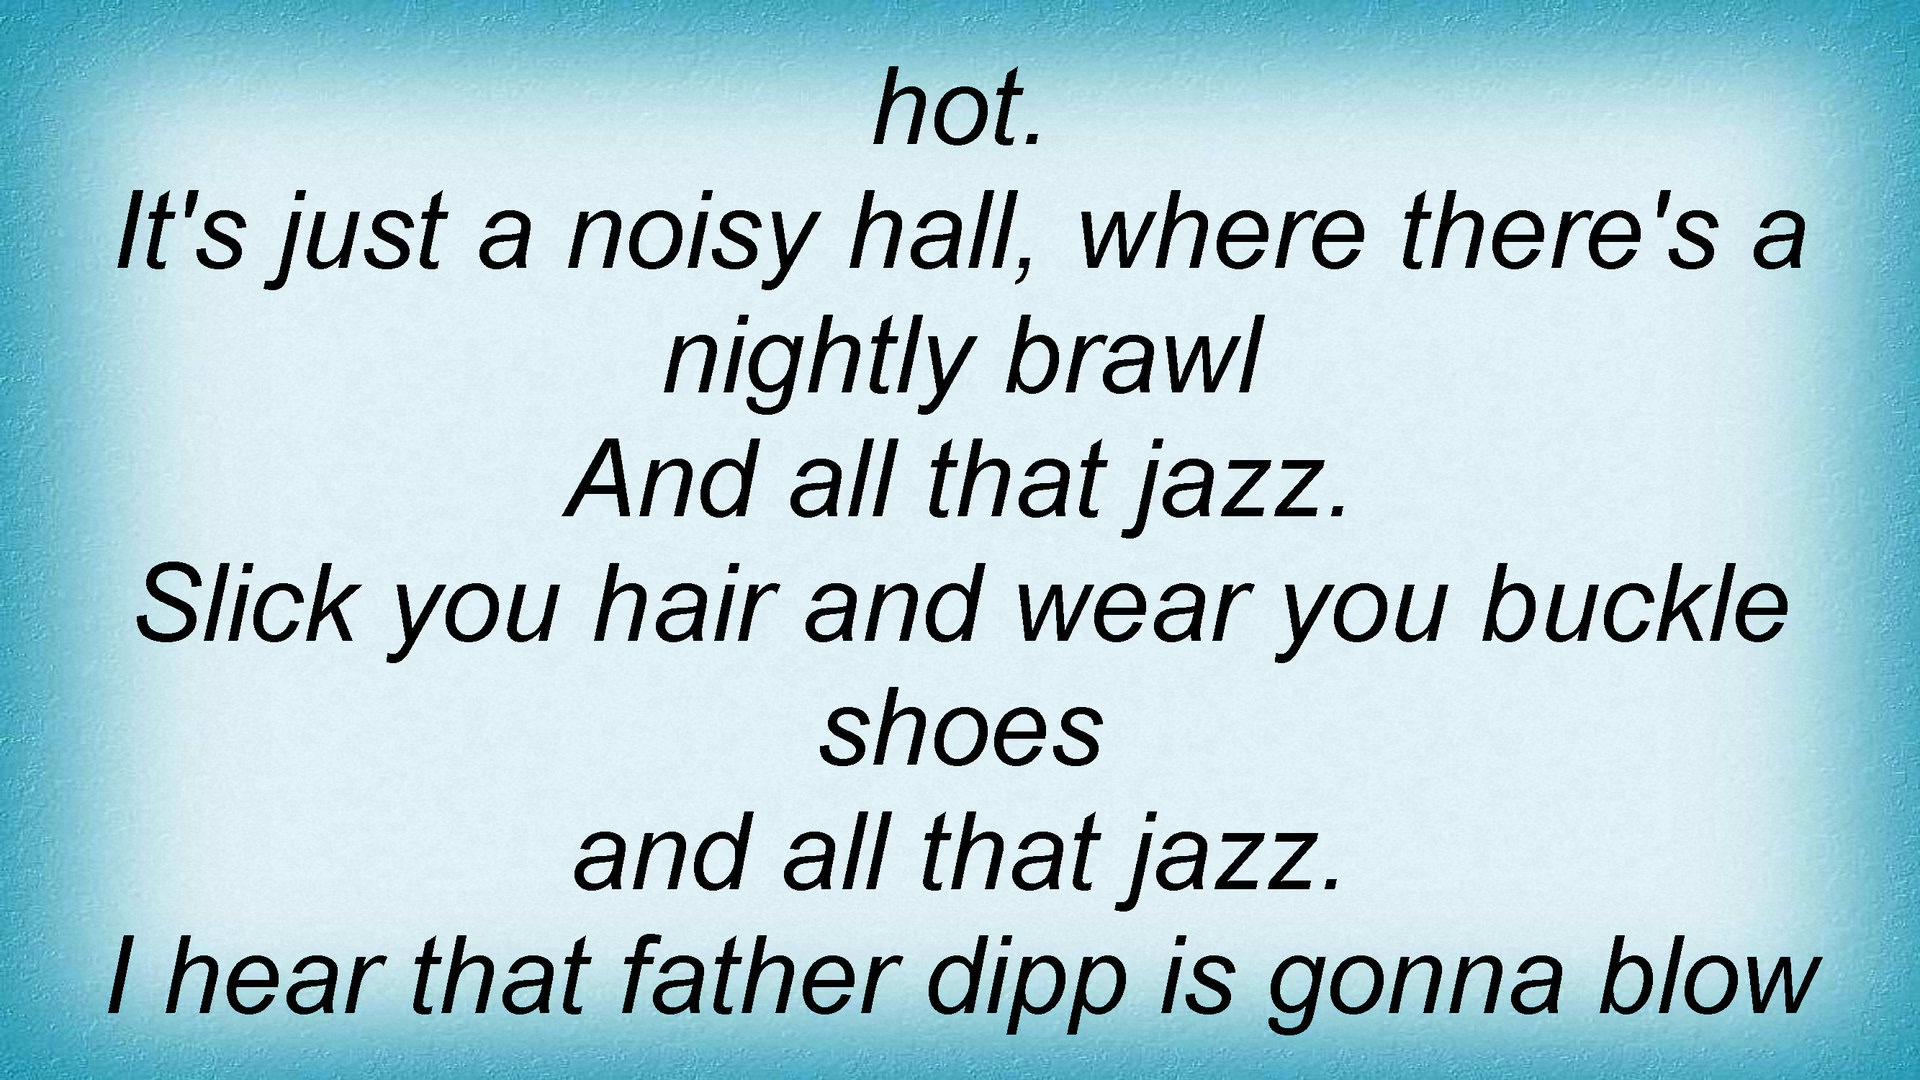 hot.
It's just a noisy hall, where there's a
nightly brawl
And all that jazz.
Slick you hair and wear you buckle
shoes
and all that jazz.
I hear that father dipp is gonna blow